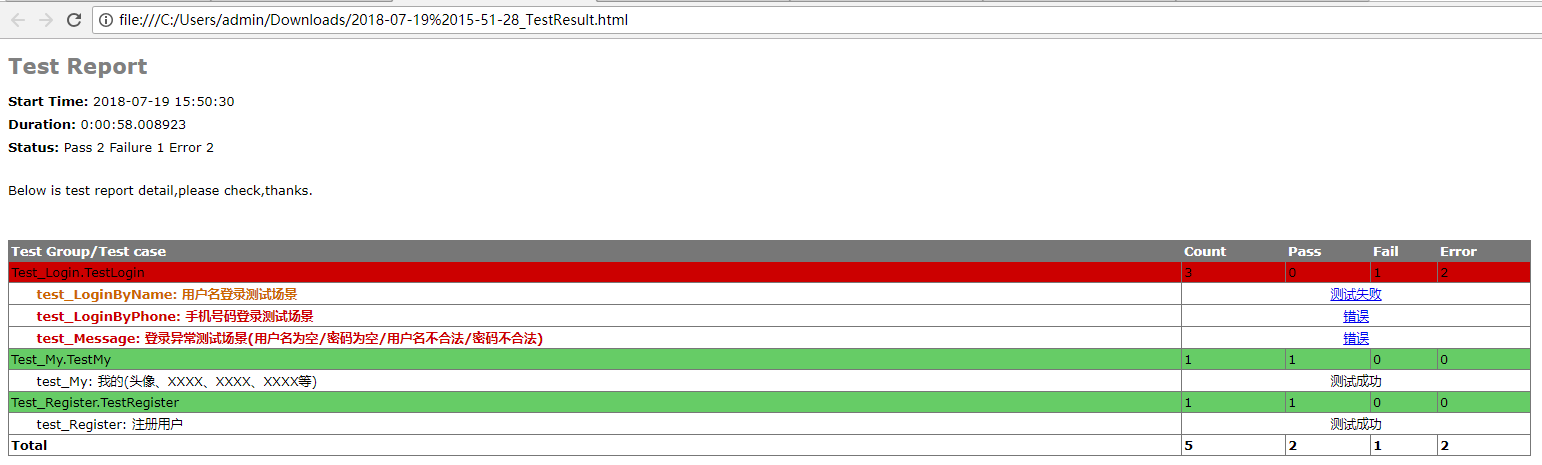 file:///C:/Users/admin/Downloads/2018-07-19%2015-51-28_TestResult.html
Test Report
Start Time: 2018-07-19 15:50:30
Duration: 0:00:58.008923
Status: Pass 2 Failure 1 Error 2
Below is test report detail,please check,thanks.
Test Group/Test case Count Pass Fail Error
Test_Login.TestLogin 3 0 1 2
test_LoginByName: 用户名登录测试场景 测试失败
test_LoginByPhone: 手机号码登录测试场景 错误
test_Message: 登录异常测试场景(用户名为空/密码为空/用户名不合法/密码不合法) 错误
Test_My.TestMy 1 1 0 0
test_My: 我的(头像、XXXX、XXXX、XXXX等) 测试成功
Test_Register.TestRegister 1 1 0 0
test_Register: 注册用户 测试成功
Total 5 2 1 2